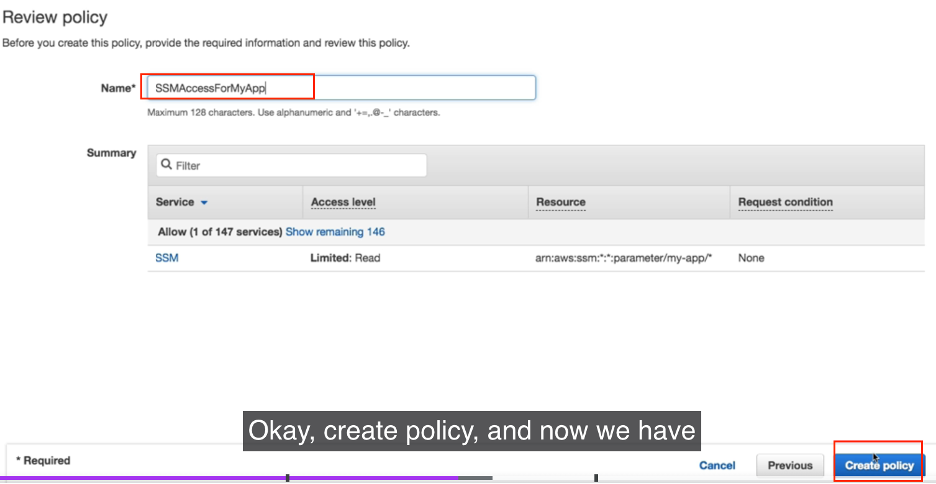 Review policy
Before you create this policy, provide the required information and review this policy.
Name* SSMAccessForMyApp
Maximum 128 characters. Use alphanumeric and '+=,.@-_' characters.
Summary
Filter
Service Access level Resource Request condition
Allow (1 of 147 services) Show remaining 146
SSM Limited: Read arn:aws:ssm:*:*:parameter/my-app/* None
Okay, create policy, and now we have
* Required Cancel Previous Create policy